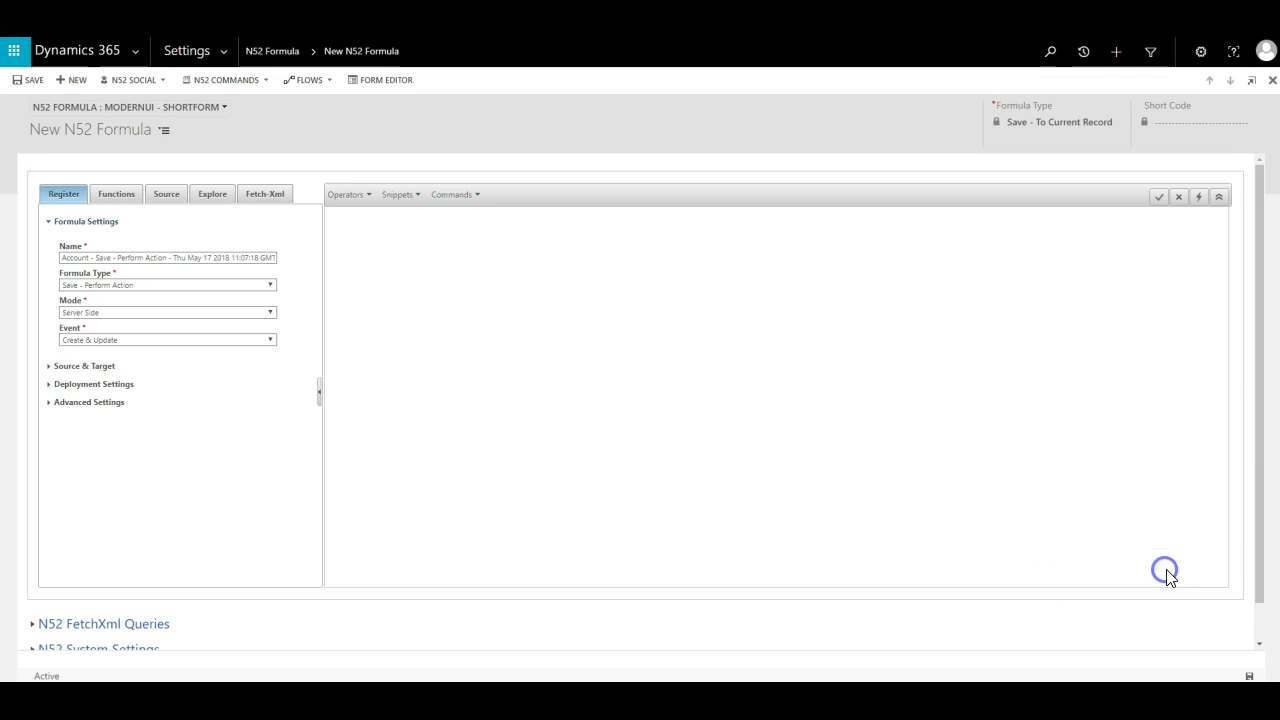 Dynamics 365 Settings N52 Formula > New N52 Formula
SAVE NEW N52 SOCIAL N52 COMMANDS FLOWS FORM EDITOR
N52 FORMULA : MODERNUI - SHORTFORM
New N52 Formula
*Formula Type
Save - To Current Record
Short Code
--------------------------
Register Functions Source Explore Fetch-Xml
Operators Snippets Commands
Formula Settings
Name *
Account - Save - Perform Action - Thu May 17 2018 11:07:18 GMT
Formula Type *
Save - Perform Action
Mode *
Server Side
Event *
Create & Update
Source & Target
Deployment Settings
Advanced Settings
N52 FetchXml Queries
N52 System Settings
Active